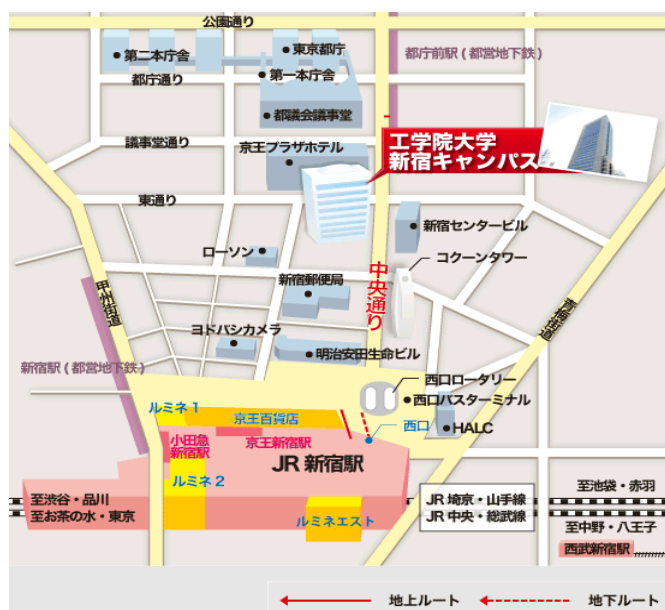 公園通り
第二本庁舎
東京都庁
都庁前駅 ( 都営地下鉄 )
都庁通り
第一本庁舎
都議会議事堂
議事堂通り
京王プラザホテル
工学院大学
新宿キャンパス
東通り
新宿センタービル
ローソン
コクーンタワー
中央通り
新宿郵便局
甲州街道
青梅街道
ヨドバシカメラ
明治安田生命ビル
新宿駅 ( 都営地下鉄 )
西口ロータリー
西口バスターミナル
ルミネ 1
京王百貨店
西口
HALC
小田急
新宿駅
京王新宿駅
JR 新宿駅
ルミネ 2
至池袋・赤羽
至渋谷・品川
至お茶の水・東京
JR 埼京・山手線
JR 中央・総武線
ルミネエスト
至中野・八王子
西武新宿駅
地上ルート
地下ルート